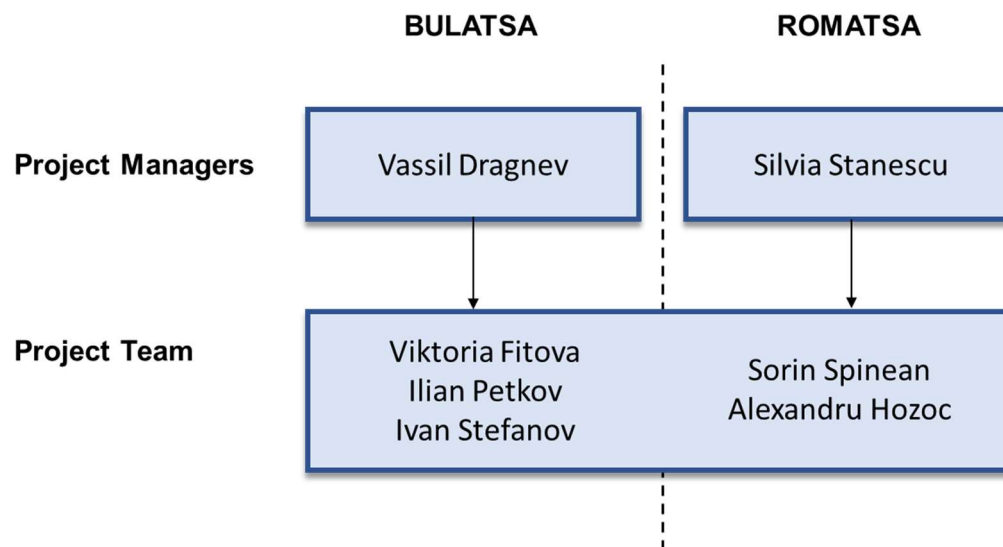 BULATSA
ROMATSA
Project Managers
Vassil Dragnev
Silvia Stanescu
Project Team
Viktoria Fitova
Ilian Petkov
Ivan Stefanov
Sorin Spinean
Alexandru Hozoc